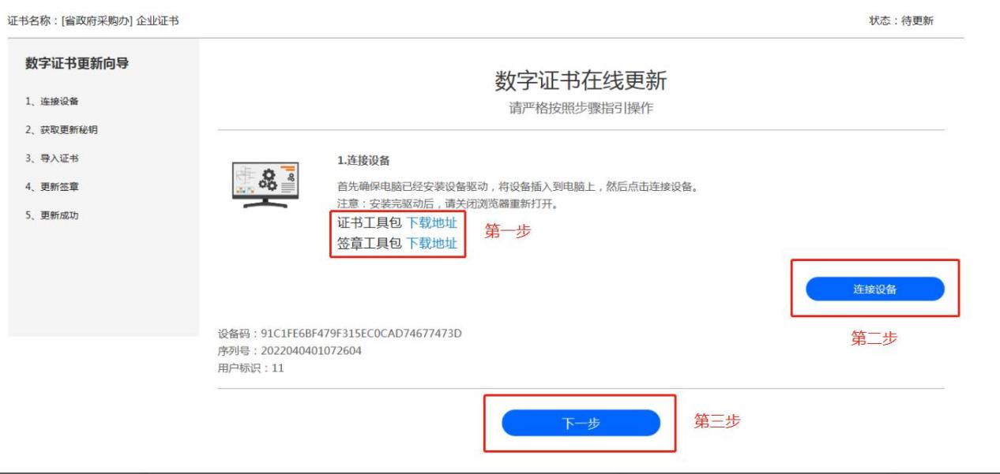 证书名称：[省政府采购办] 企业证书
状态：待更新
数字证书更新向导
1、连接设备
2、获取更新秘钥
3、导入证书
4、更新签章
5、更新成功
数字证书在线更新
请严格按照步骤指引操作
1.连接设备
首先确保电脑已经安装设备驱动，将设备插入到电脑上，然后点击连接设备。
注意：安装完驱动后，请关闭浏览器重新打开。
证书工具包 下载地址
签章工具包 下载地址
第一步
连接设备
第二步
设备码：91C1FE6BF479F315EC0CAD74677473D
序列号：2022040401072604
用户标识：11
下一步
第三步